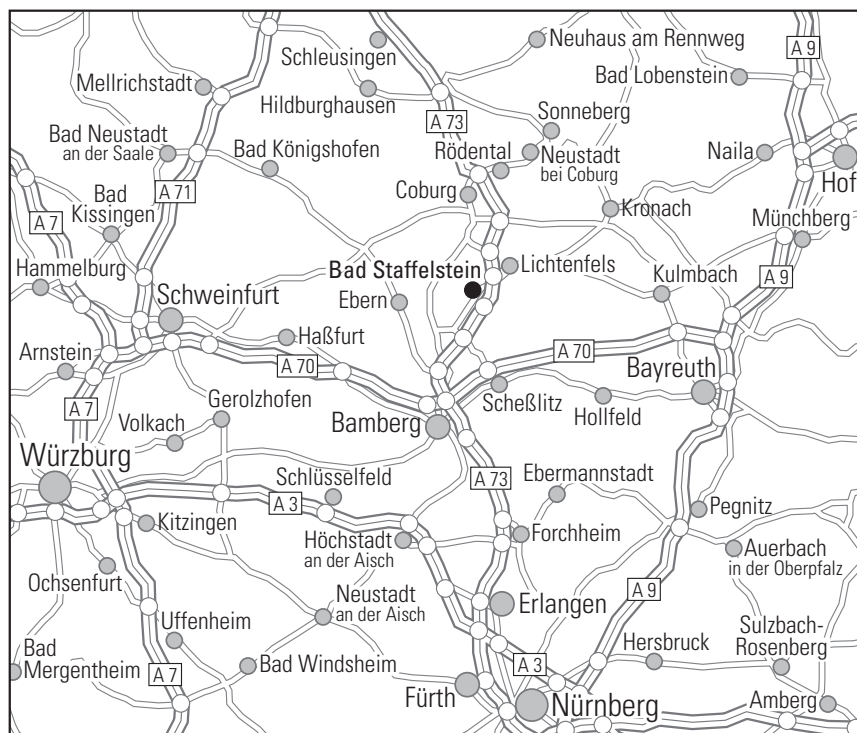 Neuhaus am Rennweg
A 9
Schleusingen
Bad Lobenstein
Mellrichstadt
Hildburghausen
A 73
Sonneberg
Bad Neustadt
an der Saale
Bad Königshofen
Rödental
Neustadt
bei Coburg
Naila
Hof
A 71
Coburg
Bad
Kissingen
A 7
Kronach
Münchberg
Hammelburg
Bad Staffelstein
Lichtenfels
Kulmbach
A 9
Schweinfurt
Ebern
Haßfurt
Arnstein
A 70
A 70
Bayreuth
Gerolzhofen
Scheßlitz
Hollfeld
A 7
Volkach
Bamberg
Würzburg
Schlüsselfeld
A 73
Ebermannstadt
A 3
Pegnitz
Kitzingen
Höchstadt
an der Aisch
Forchheim
Auerbach
in der Oberpfalz
Ochsenfurt
Neustadt
an der Aisch
Erlangen
A 9
Uffenheim
Bad
Mergentheim
A 7
Bad Windsheim
A 3
Hersbruck
Sulzbach-
Rosenberg
Fürth
Nürnberg
Amberg